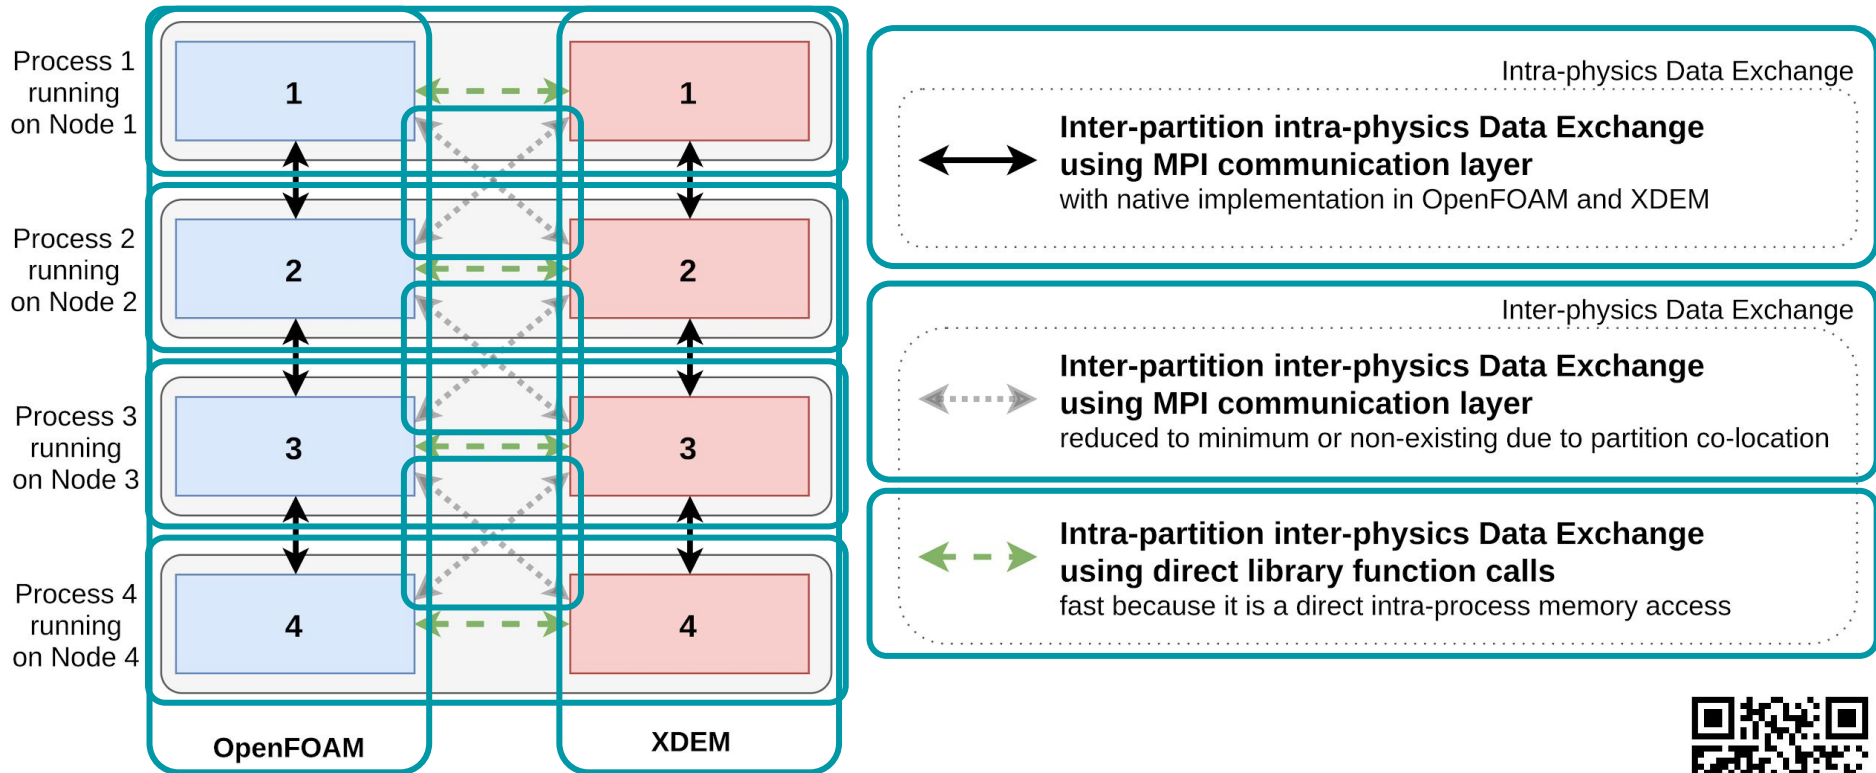 Process 1
running
on Node 1
1
1
Process 2
running
on Node 2
2
2
Process 3
running
on Node 3
3
3
Process 4
running
on Node 4
4
4
OpenFOAM
XDEM
Intra-physics Data Exchange
Inter-partition intra-physics Data Exchange
using MPI communication layer
with native implementation in OpenFOAM and XDEM
Inter-physics Data Exchange
Inter-partition inter-physics Data Exchange
using MPI communication layer
reduced to minimum or non-existing due to partition co-location
Intra-partition inter-physics Data Exchange
using direct library function calls
fast because it is a direct intra-process memory access